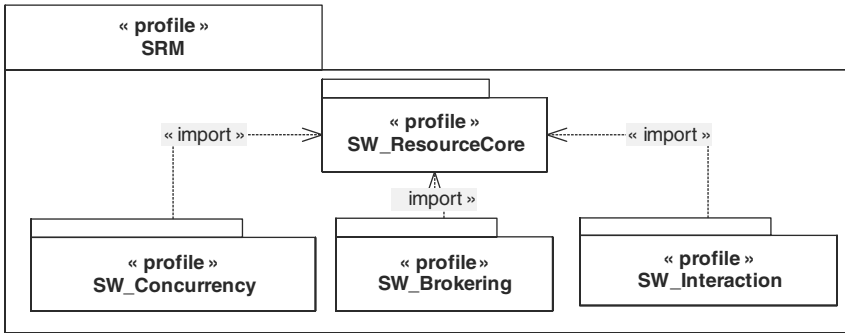 « profile »
SRM
« profile »
SW_ResourceCore
« import »
« import »
import »
« profile »
SW_Concurrency
« profile »
SW_Brokering
« profile »
SW_Interaction